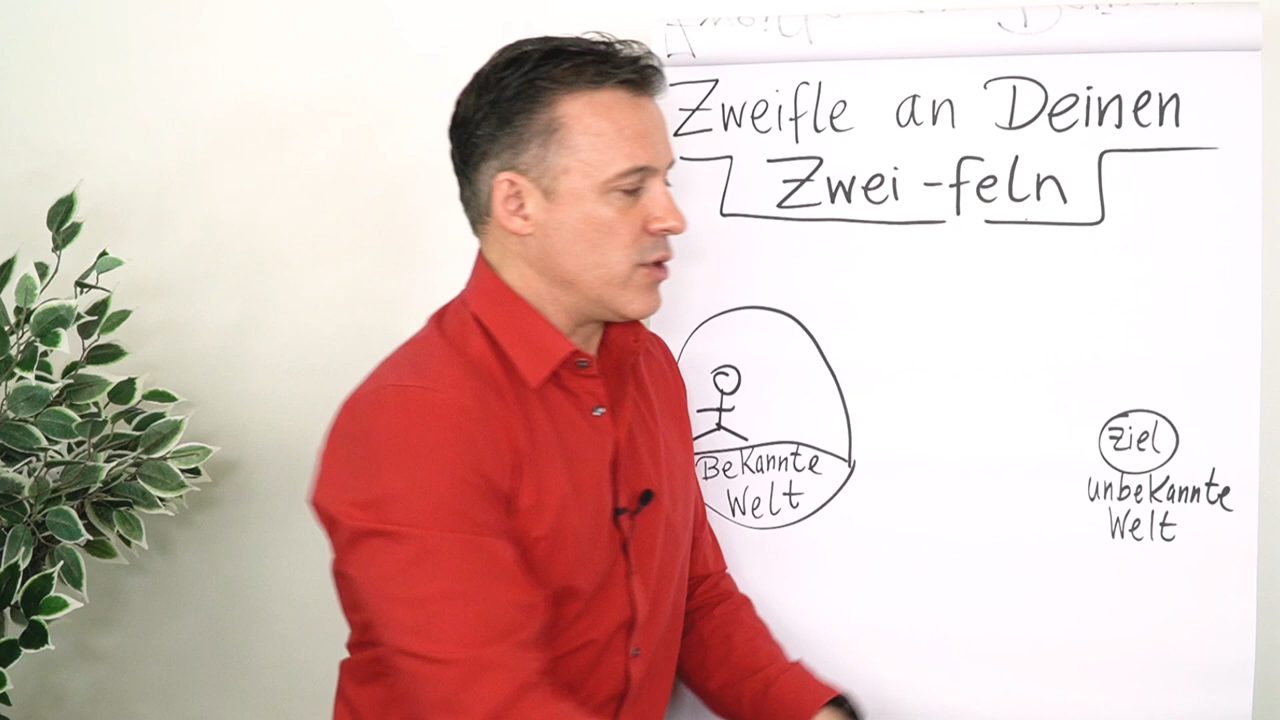 Zweifle an Deinen
Zwei-feln
Bekannte
Welt
Ziel
unbekannte
Welt